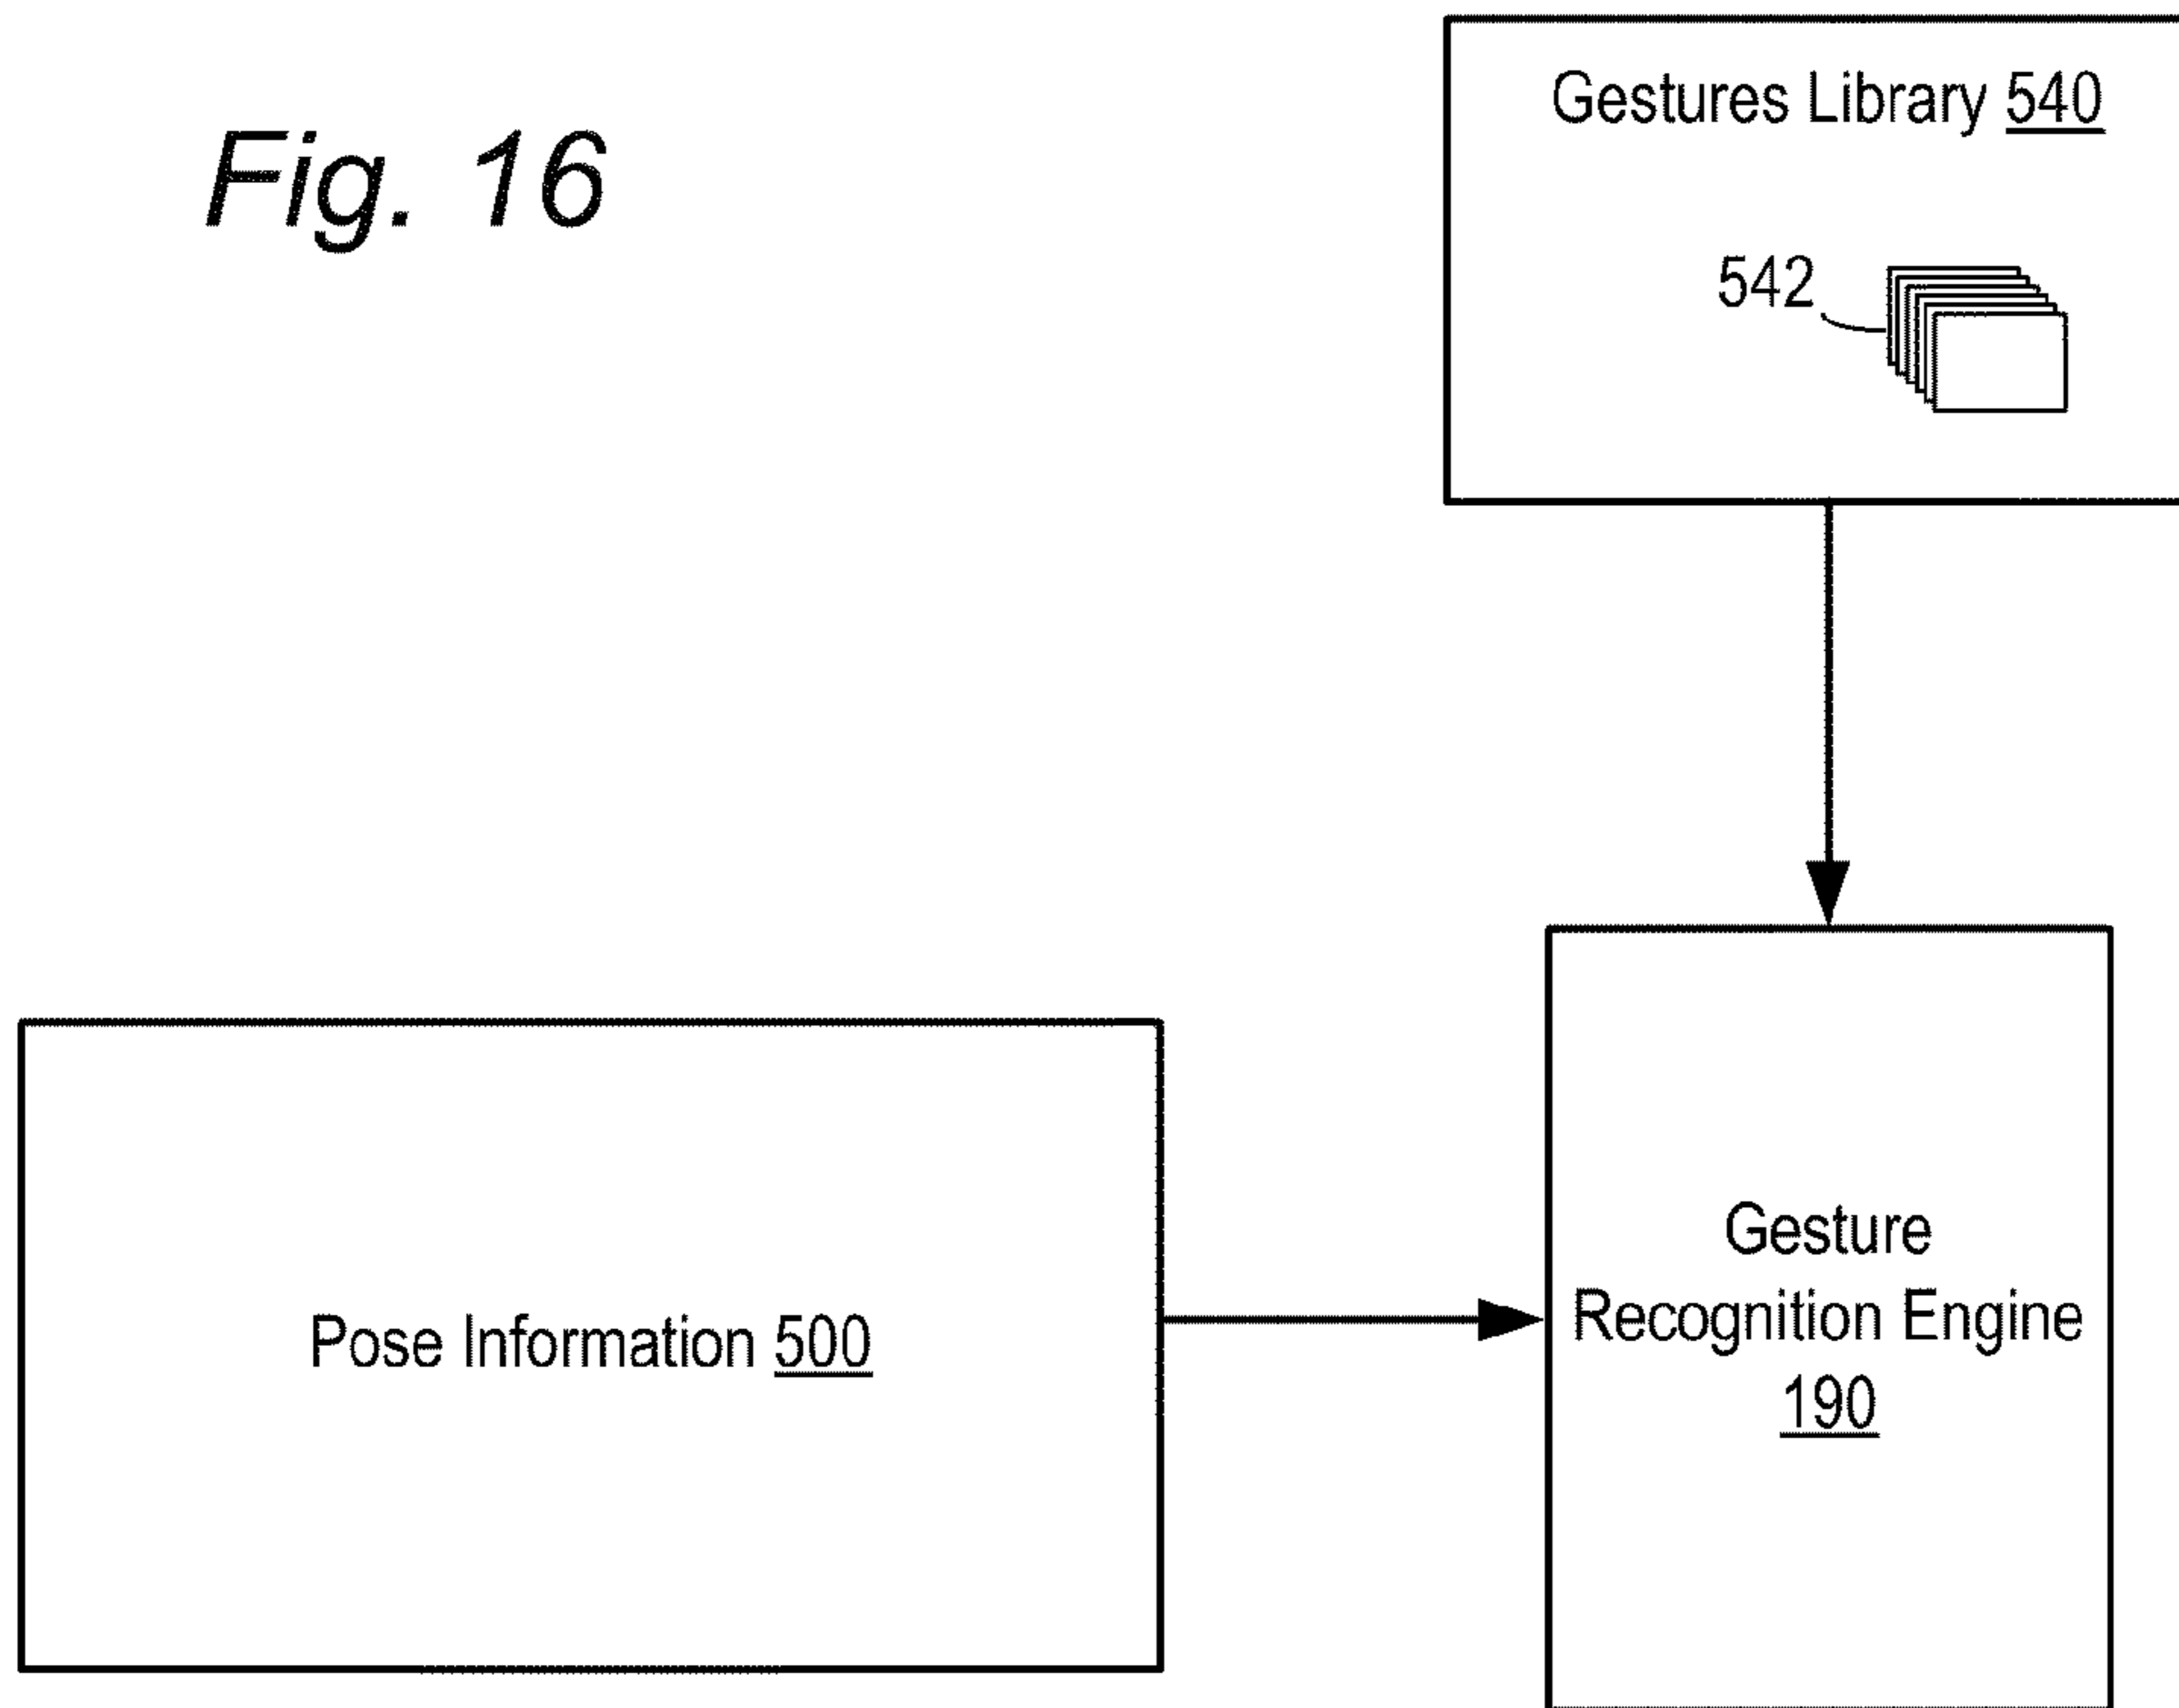 Fig. 16
Gestures Library 540
542
Pose Information 500
Gesture
Recognition Engine
190